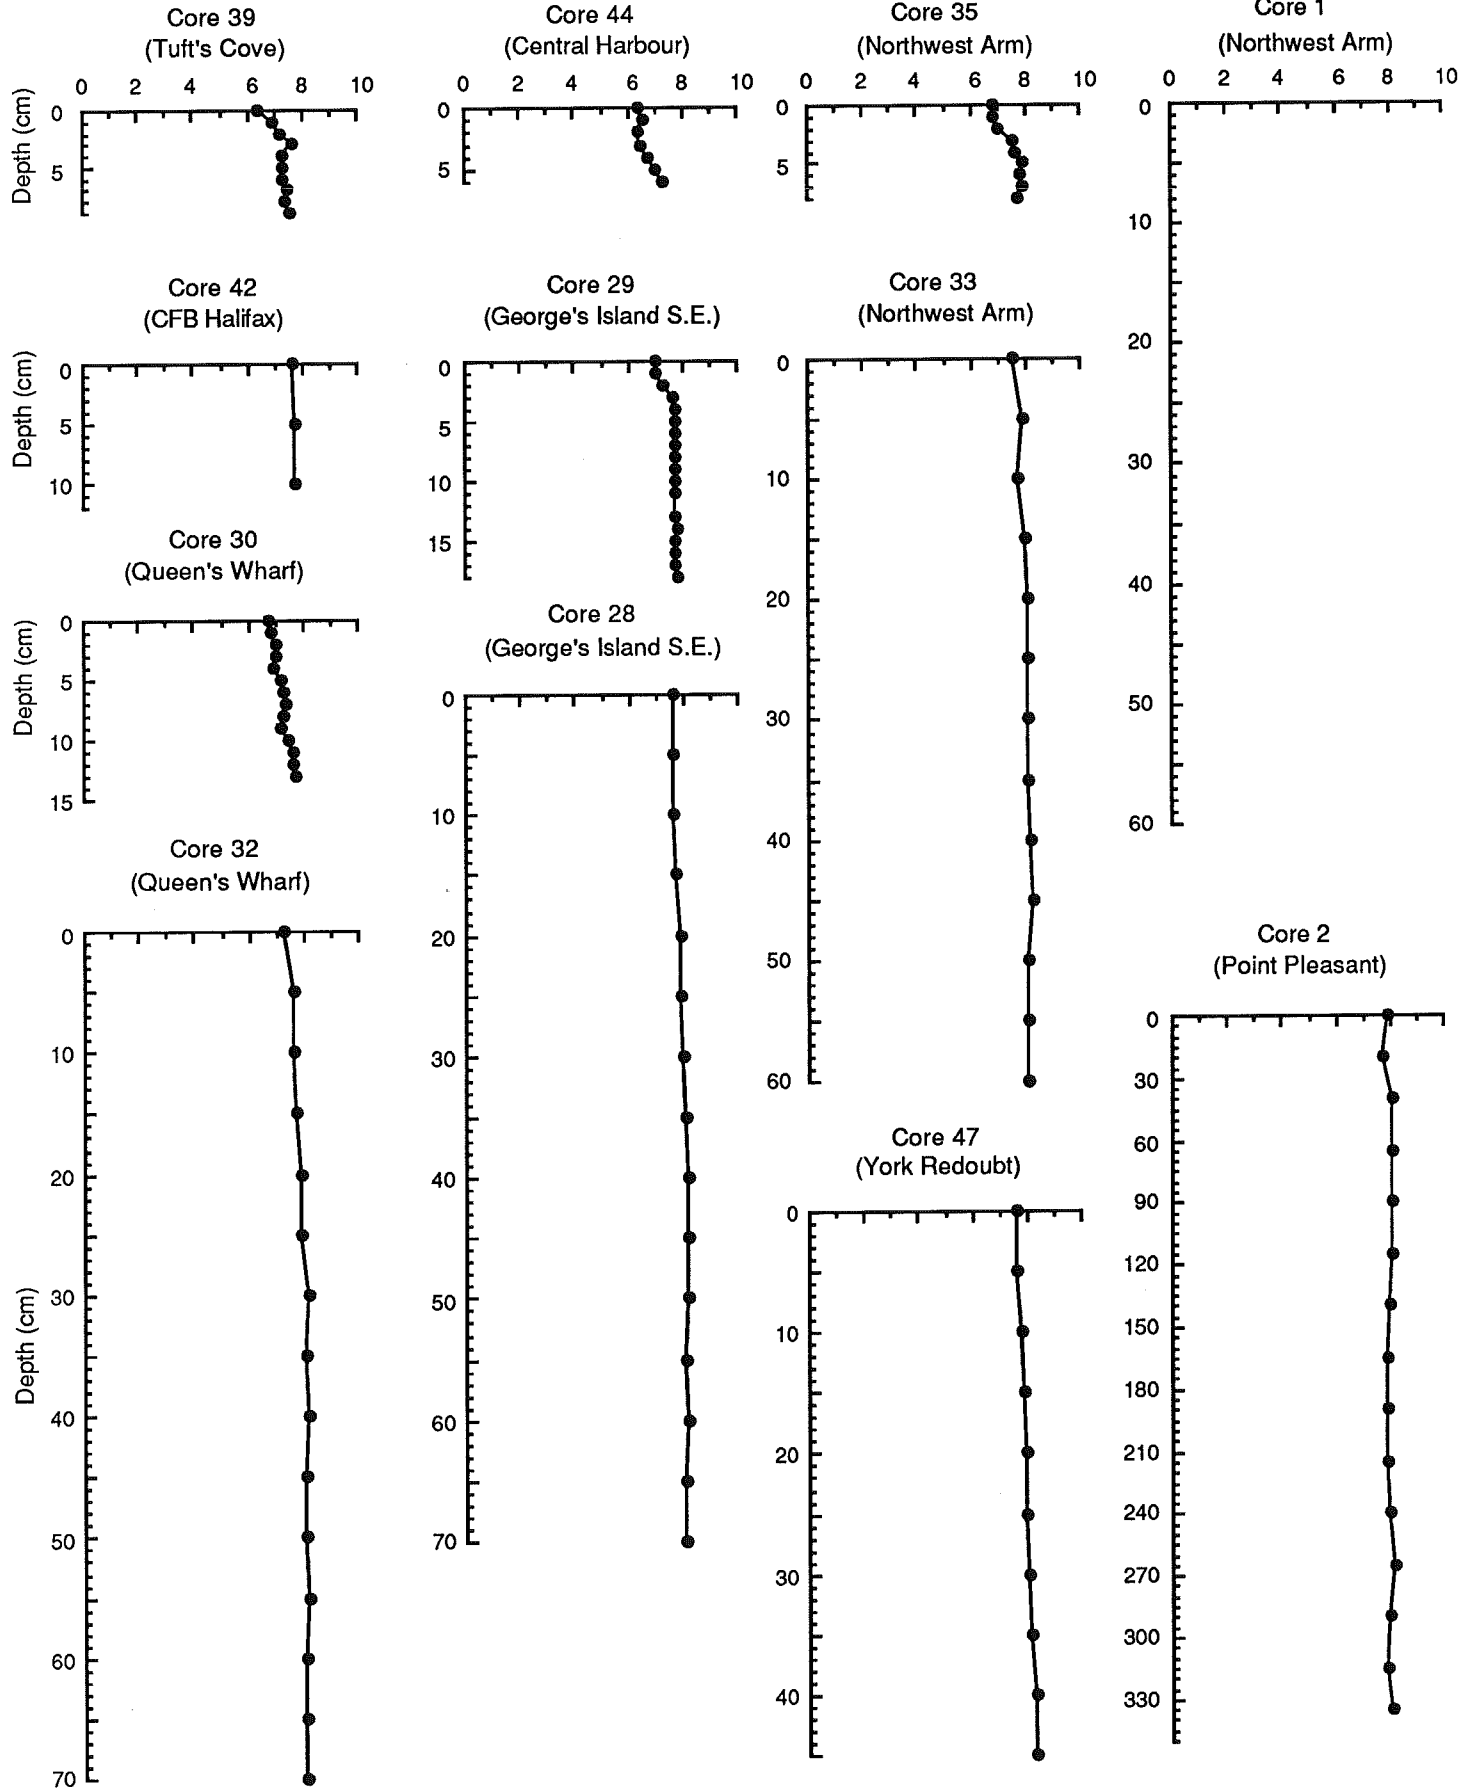 Core 39
(Tuft's Cove)
0 2 4 6 8 10
Depth (cm)
0
5
Core 42
(CFB Halifax)
Depth (cm)
0
5
10
Core 30
(Queen's Wharf)
Depth (cm)
0
5
10
15
Core 32
(Queen's Wharf)
Depth (cm)
0
10
20
30
40
50
60
70
Core 44
(Central Harbour)
0 2 4 6 8 10
0
5
Core 29
(George's Island S.E.)
0
5
10
15
Core 28
(George's Island S.E.)
0
10
20
30
40
50
60
70
Core 35
(Northwest Arm)
0 2 4 6 8 10
0
5
Core 33
(Northwest Arm)
0
10
20
30
40
50
60
Core 47
(York Redoubt)
0
10
20
30
40
Core 1
(Northwest Arm)
0 2 4 6 8 10
0
10
20
30
40
50
60
Core 2
(Point Pleasant)
0
30
60
90
120
150
180
210
240
270
300
330